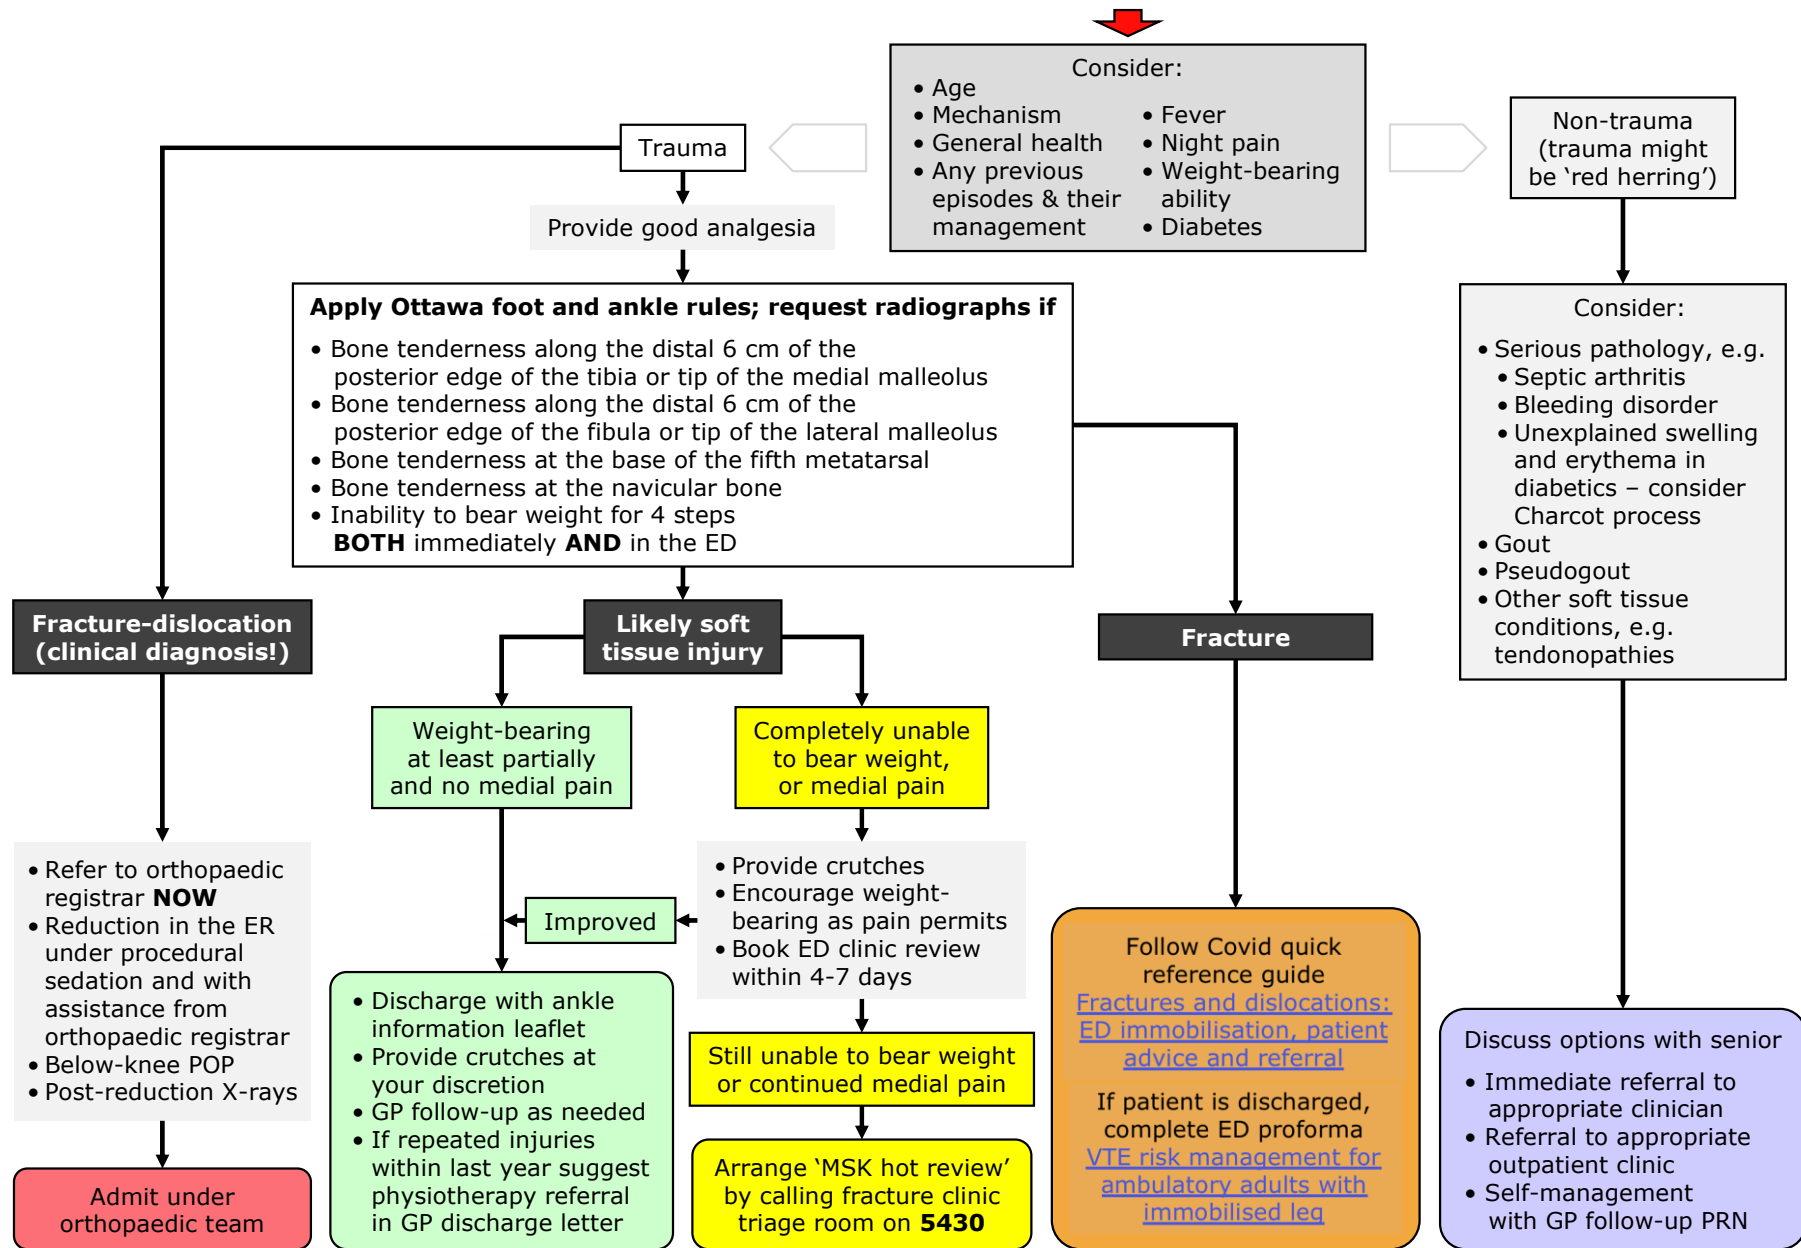 Consider:
• Age
• Mechanism
• General health
• Any previous
episodes & their
management
• Fever
• Night pain
• Weight-bearing
ability
• Diabetes
Trauma
Non-trauma
(trauma might
be ‘red herring’)
Provide good analgesia
Apply Ottawa foot and ankle rules; request radiographs if
• Bone tenderness along the distal 6 cm of the
posterior edge of the tibia or tip of the medial malleolus
• Bone tenderness along the distal 6 cm of the
posterior edge of the fibula or tip of the lateral malleolus
• Bone tenderness at the base of the fifth metatarsal
• Bone tenderness at the navicular bone
• Inability to bear weight for 4 steps
BOTH immediately AND in the ED
Consider:
• Serious pathology, e.g.
• Septic arthritis
• Bleeding disorder
• Unexplained swelling
and erythema in
diabetics – consider
Charcot process
• Gout
• Pseudogout
• Other soft tissue
conditions, e.g.
tendonopathies
Fracture-dislocation
(clinical diagnosis!)
Likely soft
tissue injury
Fracture
Weight-bearing
at least partially
and no medial pain
Completely unable
to bear weight,
or medial pain
• Refer to orthopaedic
registrar NOW
• Reduction in the ER
under procedural
sedation and with
assistance from
orthopaedic registrar
• Below-knee POP
• Post-reduction X-rays
Improved
• Provide crutches
• Encourage weight-
bearing as pain permits
• Book ED clinic review
within 4-7 days
• Discharge with ankle
information leaflet
• Provide crutches at
your discretion
• GP follow-up as needed
• If repeated injuries
within last year suggest
physiotherapy referral
in GP discharge letter
Still unable to bear weight
or continued medial pain
Arrange ‘MSK hot review’
by calling fracture clinic
triage room on 5430
Follow Covid quick
reference guide
Fractures and dislocations:
ED immobilisation, patient
advice and referral
If patient is discharged,
complete ED proforma
VTE risk management for
ambulatory adults with
immobilised leg
Discuss options with senior
• Immediate referral to
appropriate clinician
• Referral to appropriate
outpatient clinic
• Self-management
with GP follow-up PRN
Admit under
orthopaedic team